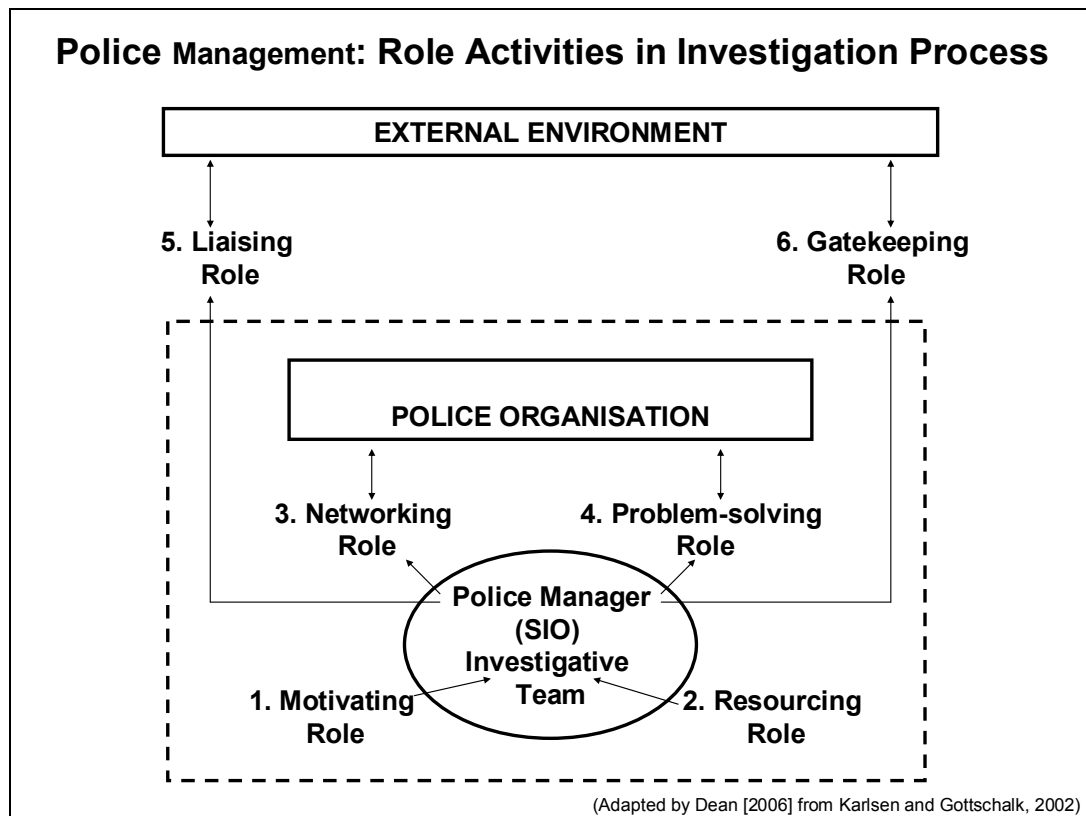 Police Management: Role Activities in Investigation Process
EXTERNAL ENVIRONMENT
5. Liaising
Role
6. Gatekeeping
Role
POLICE ORGANISATION
3. Networking
Role
4. Problem-solving
Role
Police Manager
(SIO)
Investigative
Team
1. Motivating
Role
2. Resourcing
Role
(Adapted by Dean [2006] from Karlsen and Gottschalk, 2002)